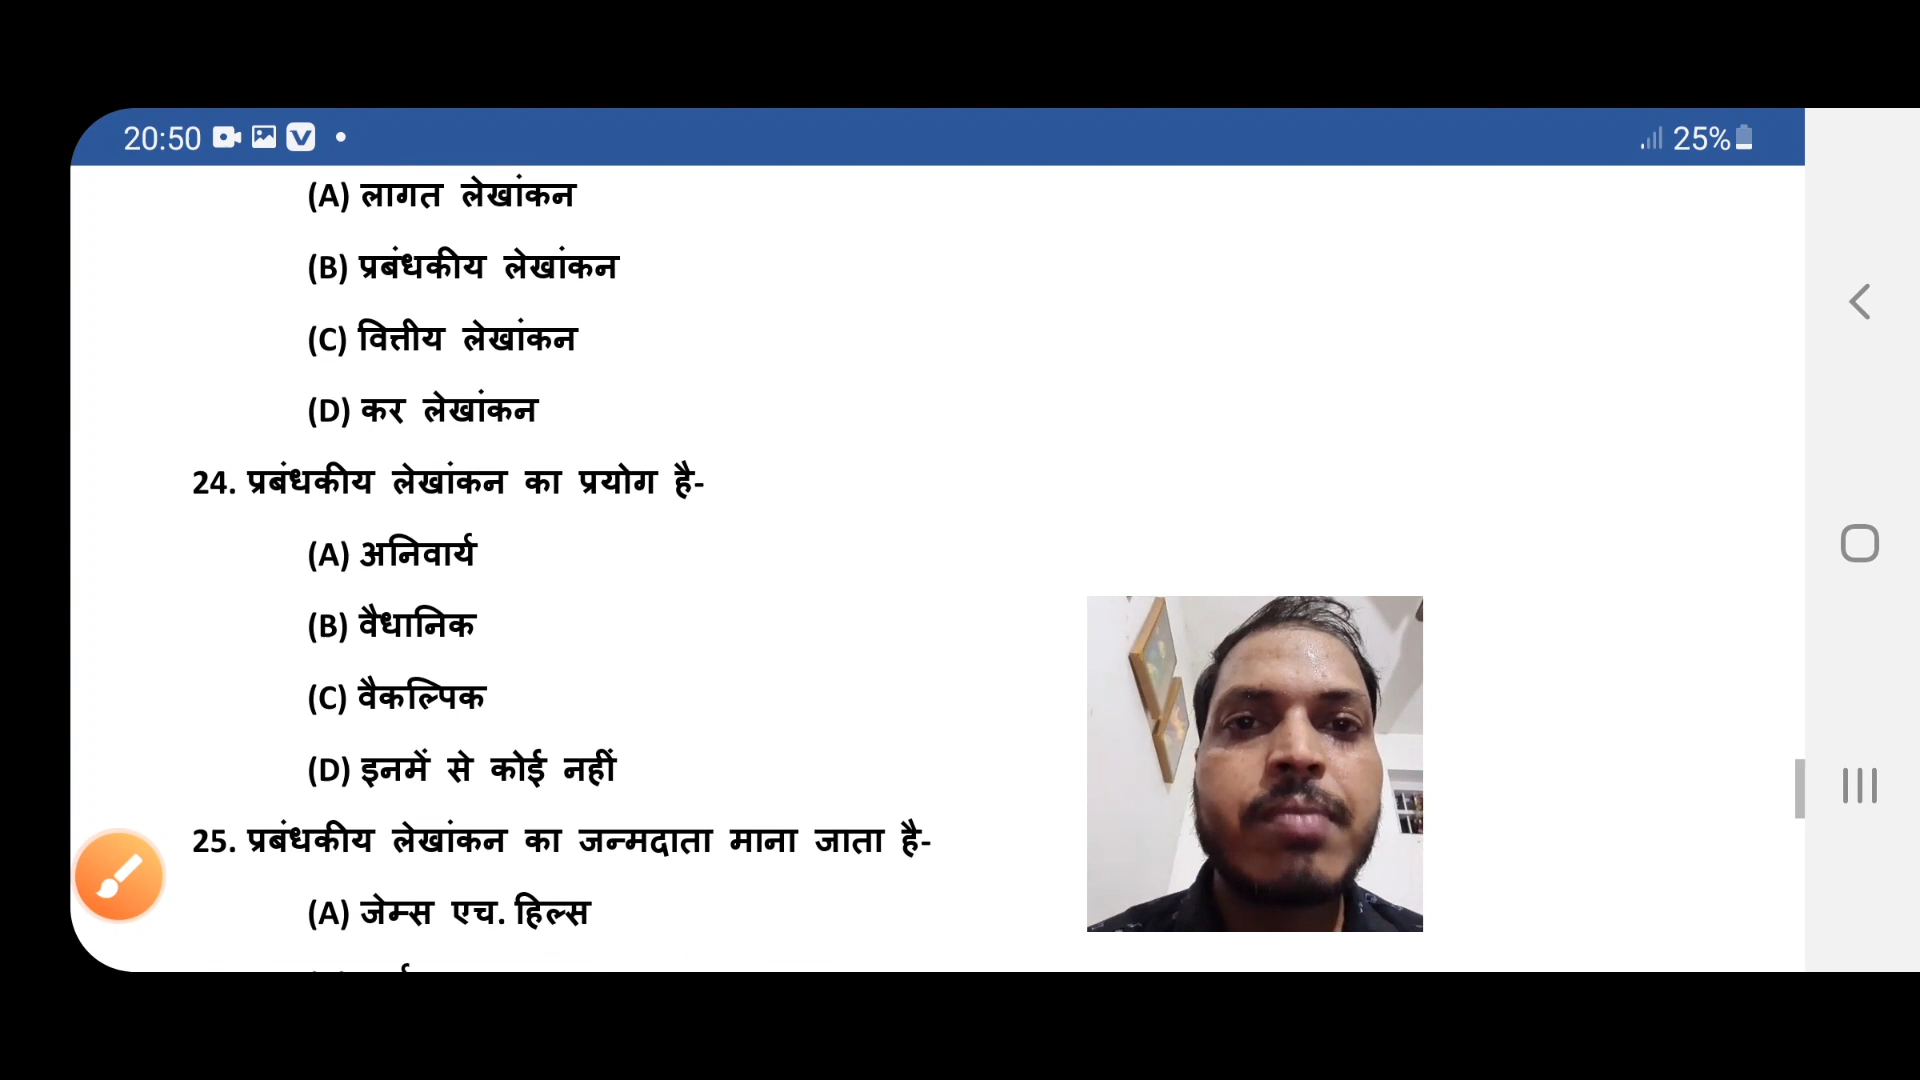 20:50
25%
(A) लागत लेखांकन
(B) प्रबंधकीय लेखांकन
(C) वित्तीय लेखांकन
(D) कर लेखांकन
24. प्रबंधकीय लेखांकन का प्रयोग है-
(A) अनिवार्य
(B) वैधानिक
(C) वैकल्पिक
(D) इनमें से कोई नहीं
25. प्रबंधकीय लेखांकन का जन्मदाता माना जाता है-
(A) जेम्स एच. हिल्स